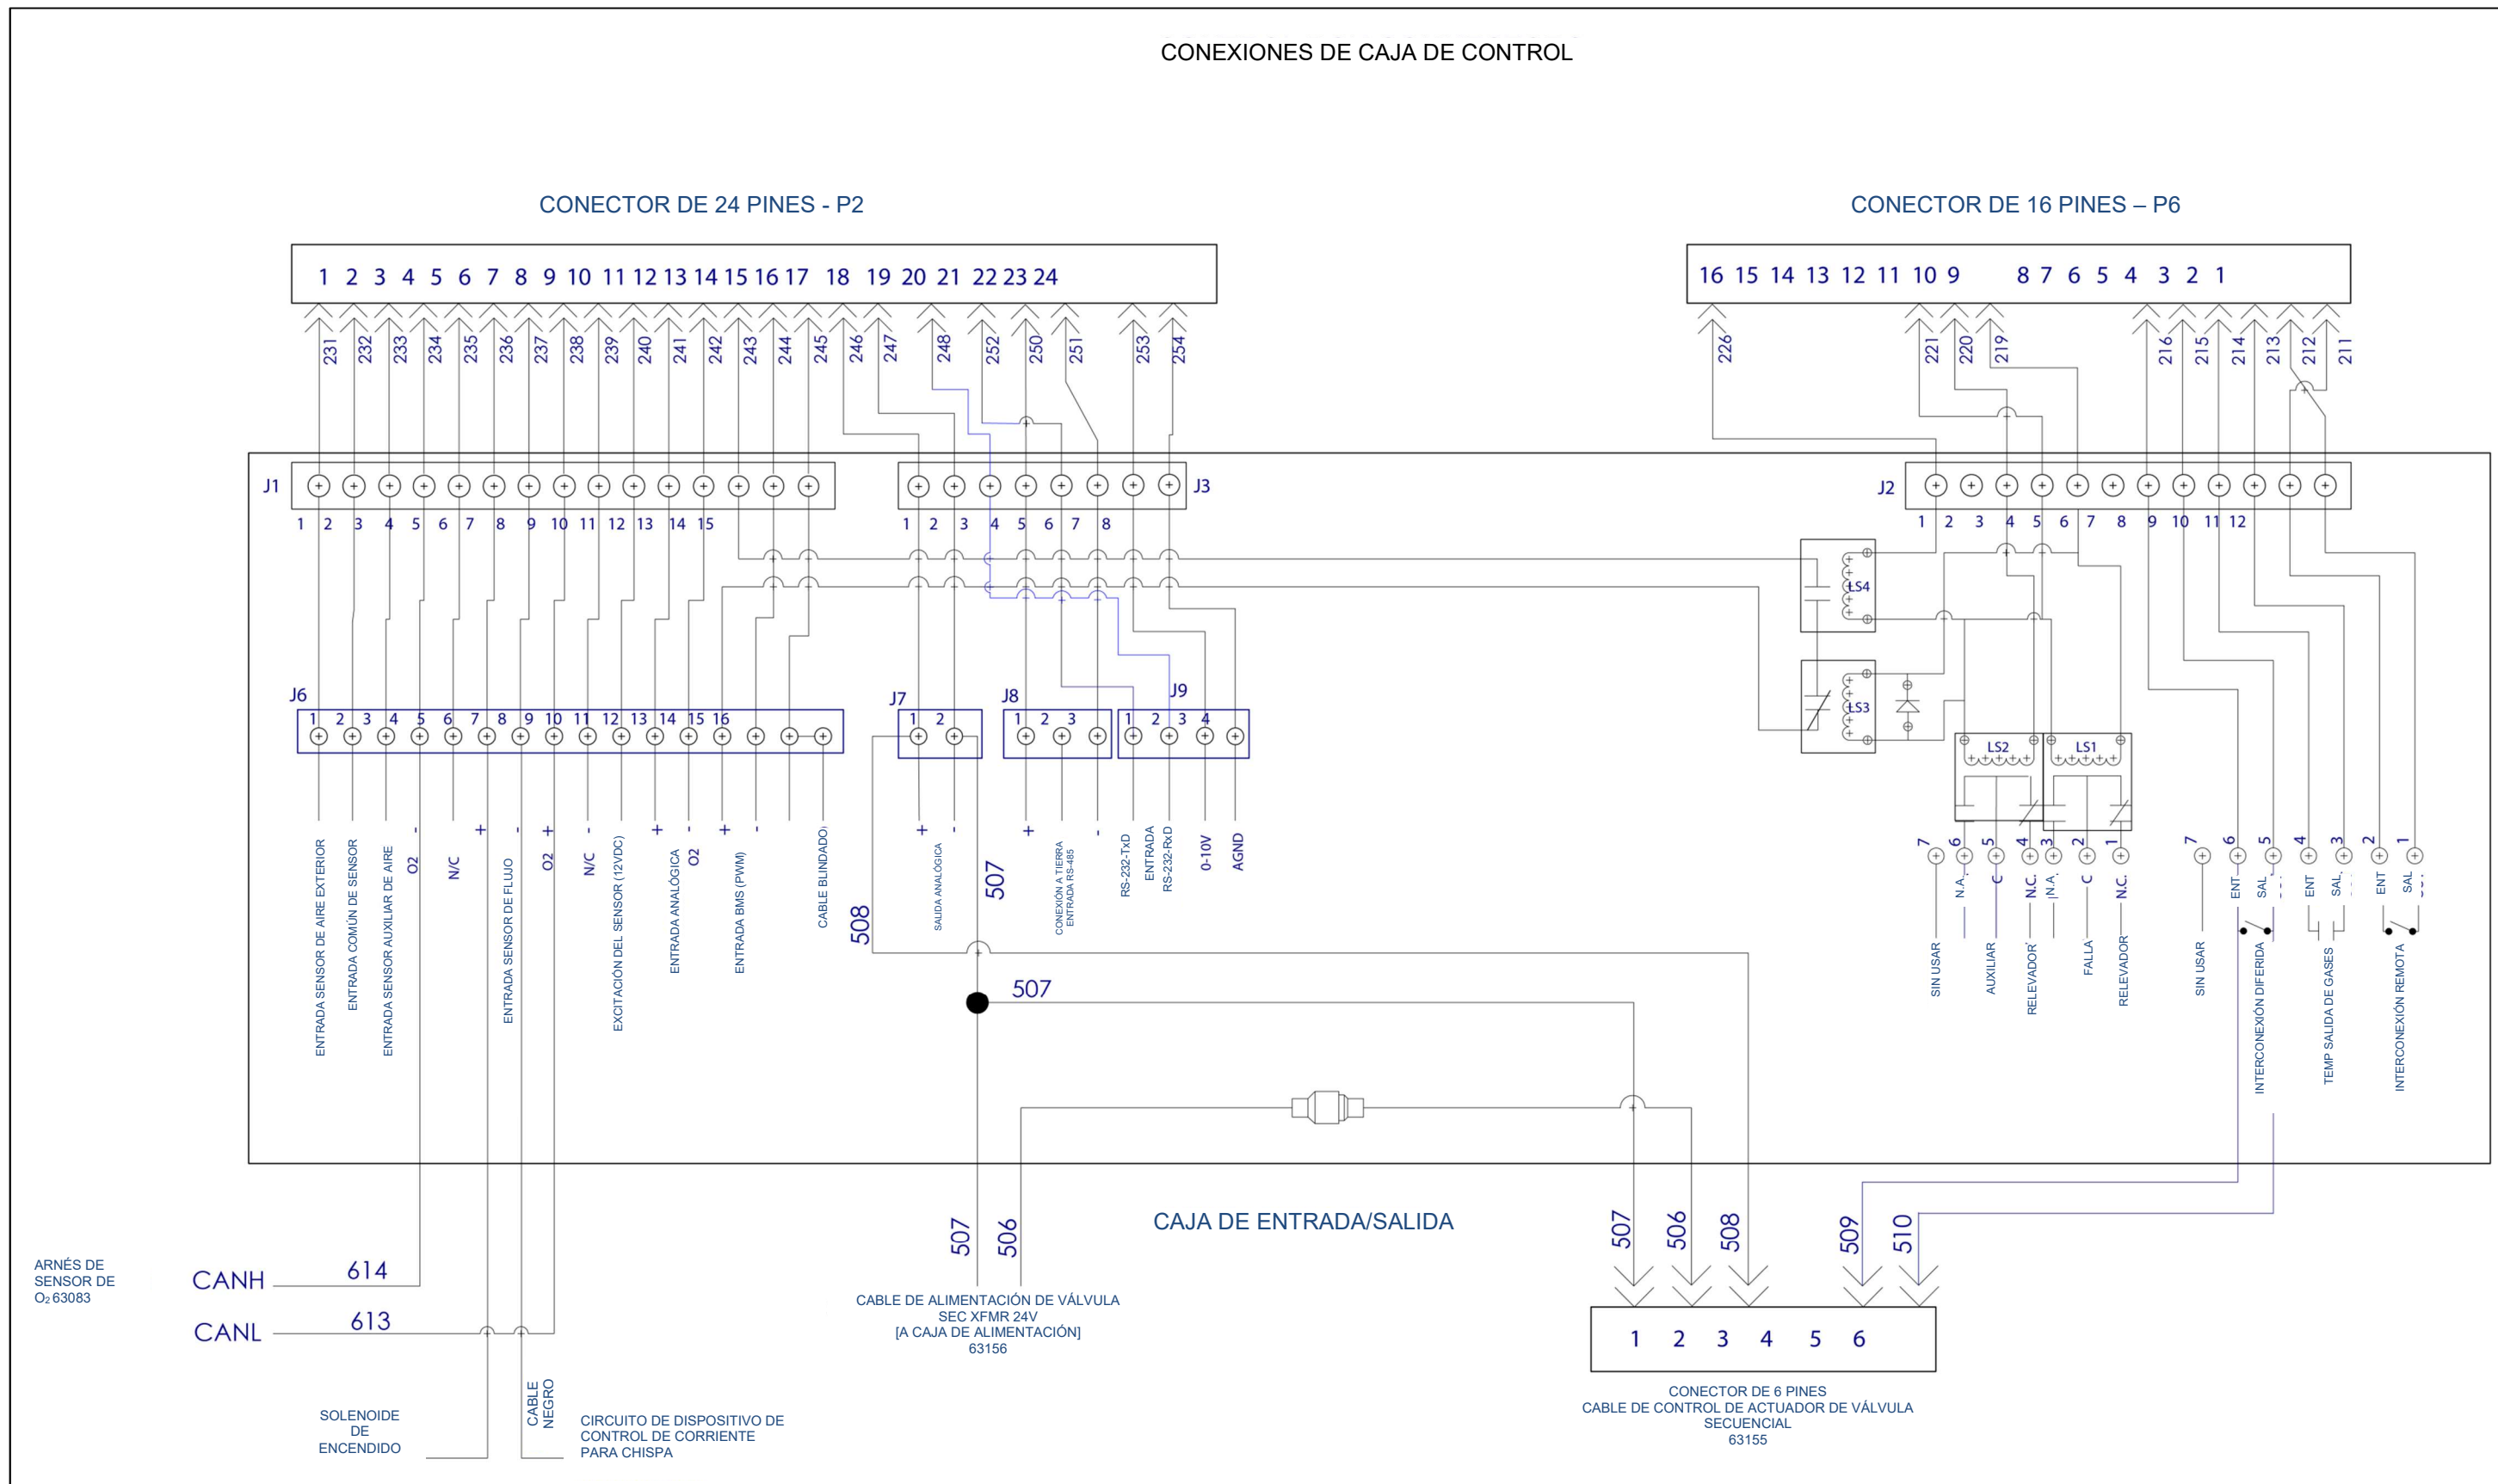 CONEXIONES DE CAJA DE CONTROL
CONECTOR DE 24 PINES - P2
CONECTOR DE 16 PINES – P6
1 2 3 4 5 6 7 8 9 10 11 12 13 14 15 16 17 18 19 20 21 22 23 24
16 15 14 13 12 11 10 9 8 7 6 5 4 3 2 1
231 232 233 234 235 236 237 238 239 240 241 242 243 244 245 246 247 248 252 250 251 253 254
226 221 220 219 216 215 214 213 212 211
J1
J3
J2
1 2 3 4 5 6 7 8 9 10 11 12 13 14 15
1 2 3 4 5 6 7 8
1 2 3 4 5 6 7 8 9 10 11 12
LS4
LS3
LS2
LS1
J6
J7
J8
J9
1 2 3 4 5 6 7 8 9 10 11 12 13 14 15 16
1 2
1 2 3
1 2 3 4
7 6 5 4 3 2 1
7 6 5 4 3 2 1
ENTRADA SENSOR DE AIRE EXTERIOR
ENTRADA COMÚN DE SENSOR
ENTRADA SENSOR AUXILIAR DE AIRE
O2 -
N/C
+
ENTRADA SENSOR DE FLUJO
-
O2 +
N/C -
EXCITACIÓN DEL SENSOR (12VDC)
+
ENTRADA ANALÓGICA
O2 -
+
ENTRADA BMS (PWM)
-
CABLE BLINDADO
+
SALIDA ANALÓGICA
-
507
508
+
CONEXIÓN A TIERRA
ENTRADA RS-485
-
RS-232-TxD
ENTRADA
RS-232-RxD
0-10V
AGND
SIN USAR
N.A.
C
AUXILIAR
N.C.
RELEVADOR
N.A.
C
FALLA
N.C.
RELEVADOR
SIN USAR
ENT
SAL
INTERCONEXIÓN DIFERIDA
ENT
SAL
TEMP SALIDA DE GASES
ENT
SAL
INTERCONEXIÓN REMOTA
507
CAJA DE ENTRADA/SALIDA
507
506
507
506
508
509
510
ARNÉS DE
SENSOR DE
O2 63083
CANH
614
CANL
613
CABLE DE ALIMENTACIÓN DE VÁLVULA
SEC XFMR 24V
[A CAJA DE ALIMENTACIÓN]
63156
1 2 3 4 5 6
CONECTOR DE 6 PINES
CABLE DE CONTROL DE ACTUADOR DE VÁLVULA
SECUENCIAL
63155
SOLENOIDE
DE
ENCENDIDO
CABLE
NEGRO
CIRCUITO DE DISPOSITIVO DE
CONTROL DE CORRIENTE
PARA CHISPA